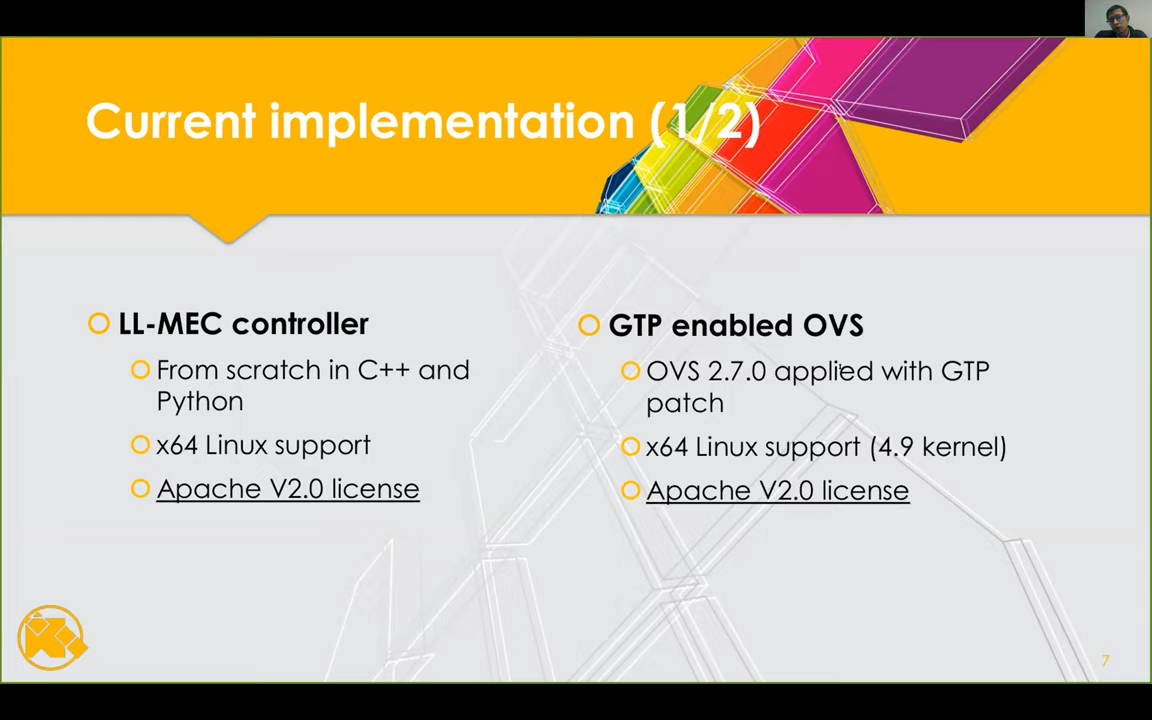 Current implementation (1/2)
LL-MEC controller
From scratch in C++ and
Python
x64 Linux support
Apache V2.0 license
GTP enabled OVS
OVS 2.7.0 applied with GTP
patch
x64 Linux support (4.9 kernel)
Apache V2.0 license
7